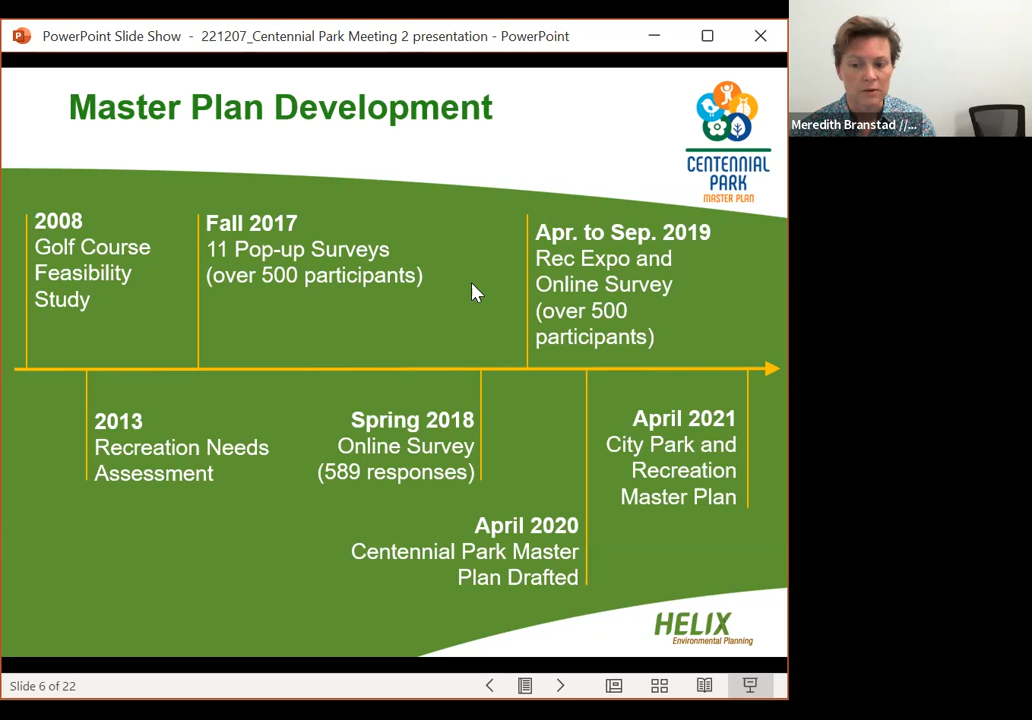 PowerPoint Slide Show - 221207_Centennial Park Meeting 2 presentation - PowerPoint
Meredith Branstad //...
Master Plan Development
CENTENNIAL
PARK
MASTER PLAN
2008
Golf Course
Feasibility
Study
Fall 2017
11 Pop-up Surveys
(over 500 participants)
Apr. to Sep. 2019
Rec Expo and
Online Survey
(over 500
participants)
2013
Recreation Needs
Assessment
Spring 2018
Online Survey
(589 responses)
April 2021
City Park and
Recreation
Master Plan
April 2020
Centennial Park Master
Plan Drafted
HELIX
Environmental Planning
Slide 6 of 22